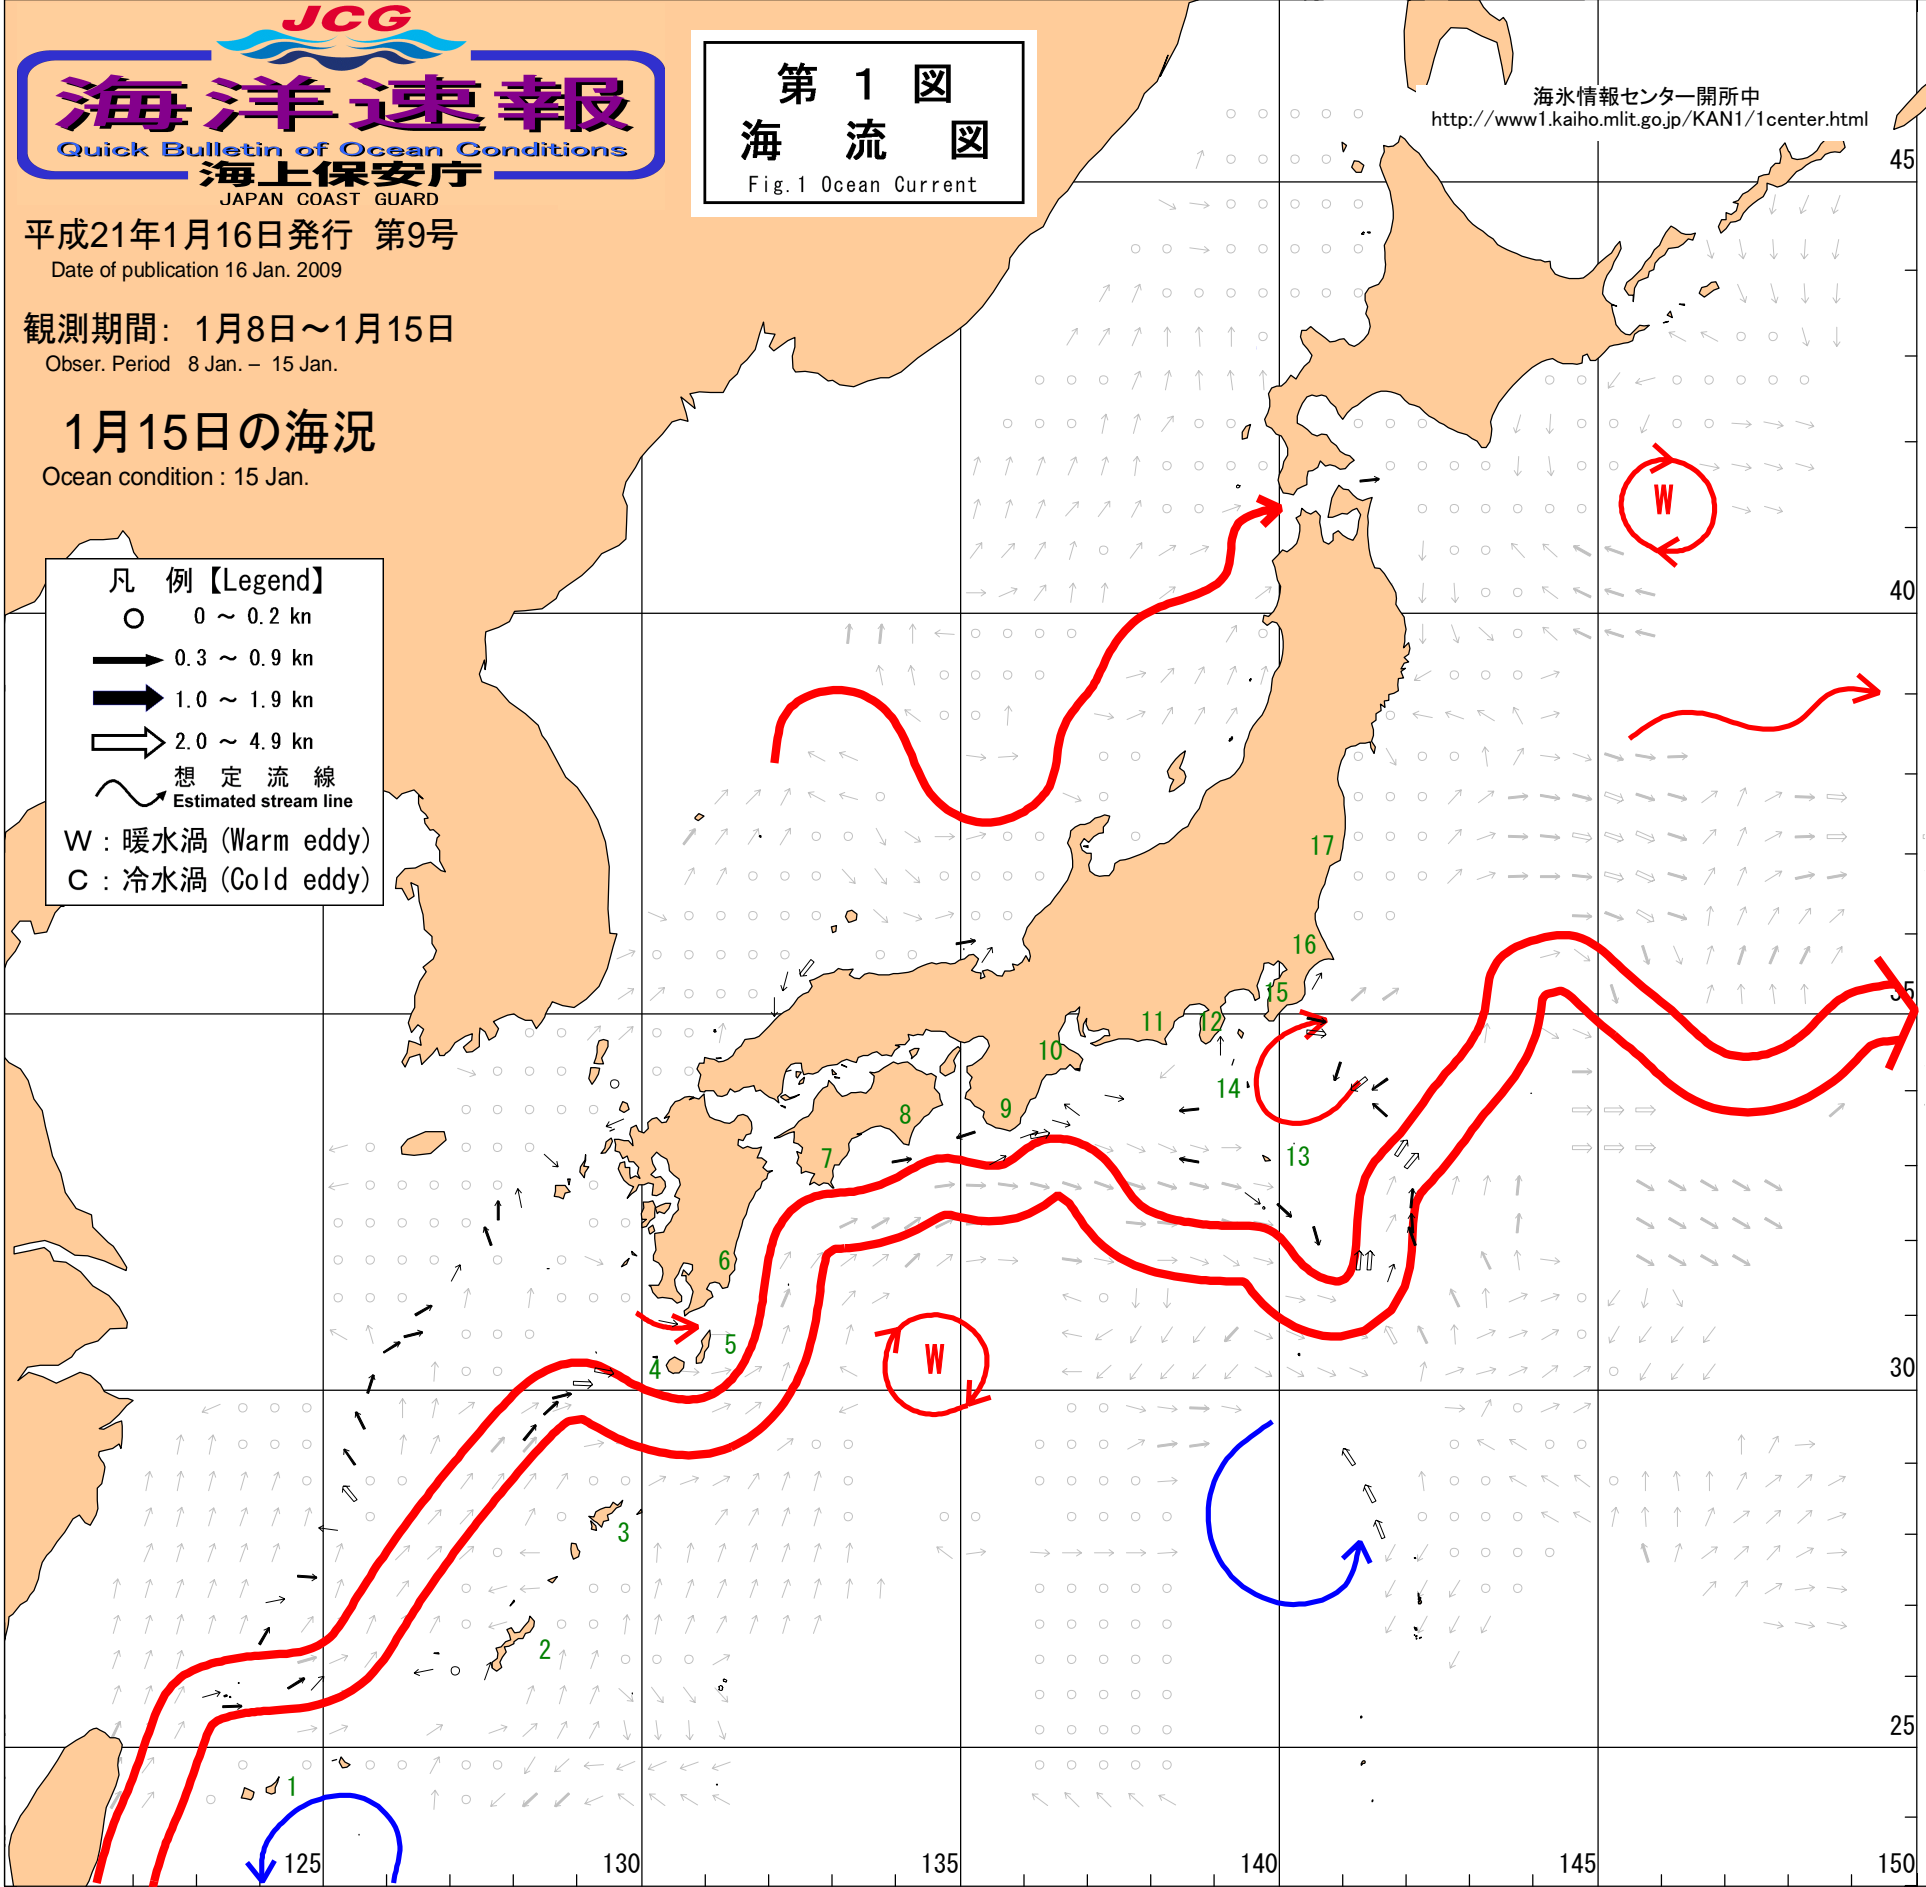 JCG
海洋速報
Quick Bulletin of Ocean Conditions
海上保安庁
JAPAN COAST GUARD
平成21年1月16日発行 第9号
Date of publication 16 Jan. 2009
観測期間: 1月8日～1月15日
Obser. Period 8 Jan. – 15 Jan.
1月15日の海況
Ocean condition : 15 Jan.
第 1 図
海 流 図
Fig.1 Ocean Current
海氷情報センター開所中
http://www1.kaiho.mlit.go.jp/KAN1/1center.html
凡 例【Legend】
0 ～ 0.2 kn
0.3 ～ 0.9 kn
1.0 ～ 1.9 kn
2.0 ～ 4.9 kn
想 定 流 線
Estimated stream line
W : 暖水渦 (Warm eddy)
C : 冷水渦 (Cold eddy)
45
W
40
17
16
15
35
11
12
10
14
8
9
13
7
6
5
W
4
30
3
2
25
1
125
130
135
140
145
150